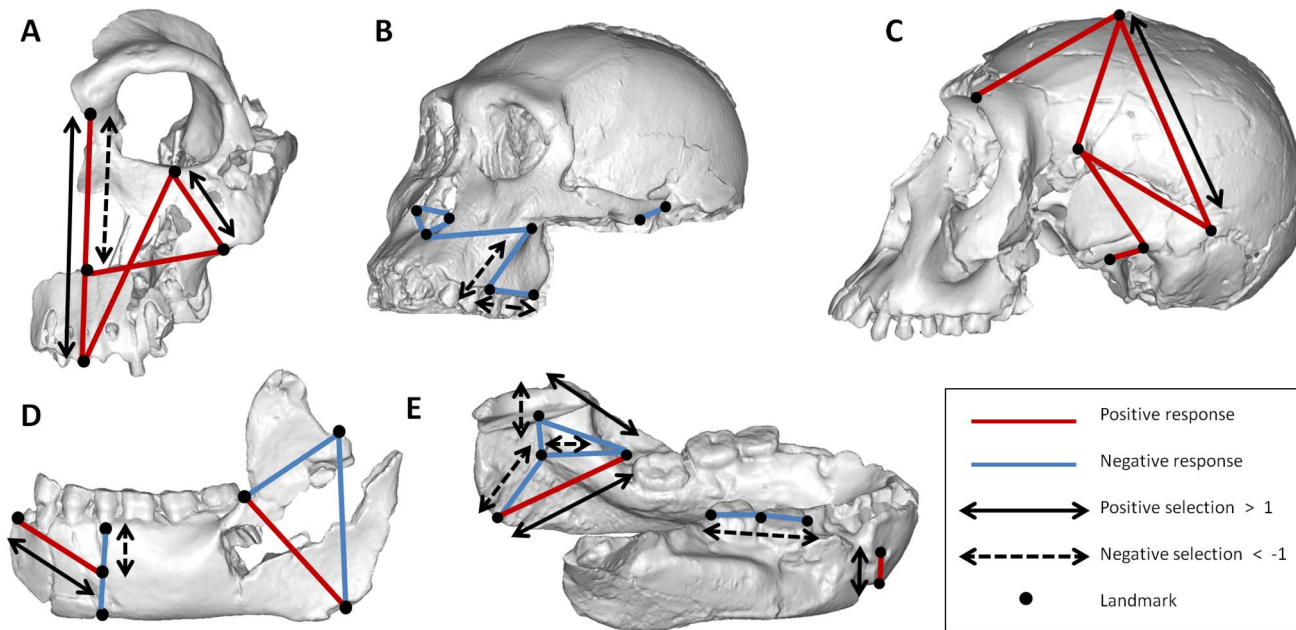 A
B
C
D
E
Positive response
Negative response
Positive selection > 1
Negative selection < -1
Landmark